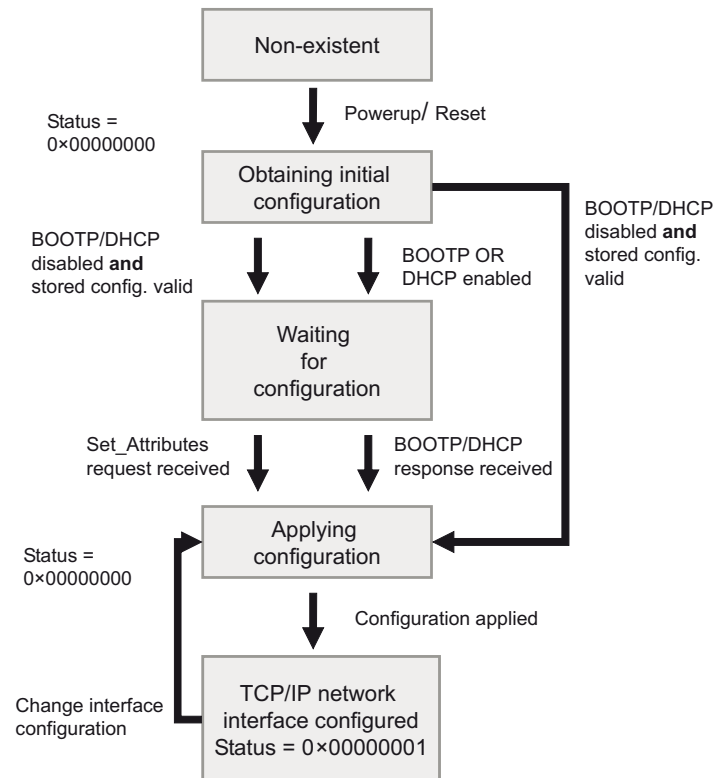 Non-existent
Powerup/ Reset
Status =
0×00000000
Obtaining initial
configuration
BOOTP/DHCP
disabled and
stored config. valid
BOOTP OR
DHCP enabled
BOOTP/DHCP
disabled and
stored config.
valid
Waiting
for
configuration
Set_Attributes
request received
BOOTP/DHCP
response received
Applying
configuration
Status =
0×00000000
Configuration applied
Change interface
configuration
TCP/IP network
interface configured
Status = 0×00000001